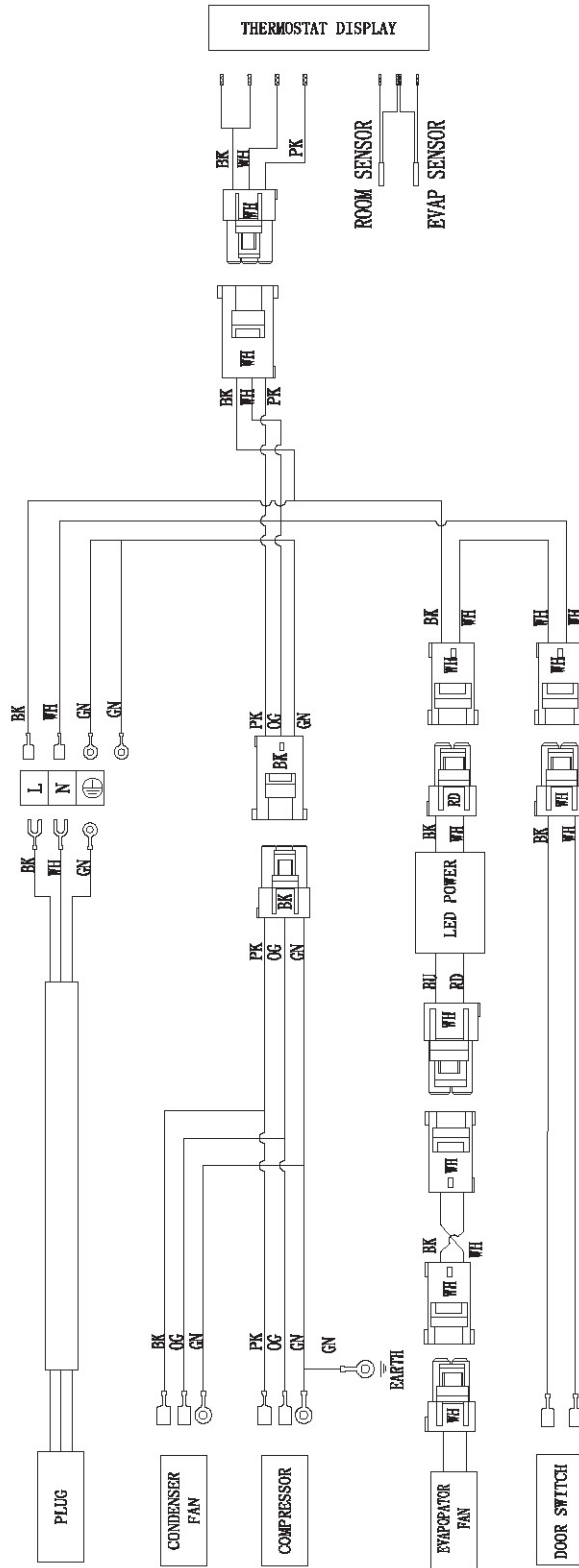 THERMOSTAT DISPLAY
BK
WH
PK
ROOM SENSOR
EVAP SENSOR
WH
WH
BK
WH
PK
BK
WH
GN
GN
PK
OG
GN
BK
WH
WH
WH
BK
WH
WH
L
N
BK
WH
GN
BK
PK
OG
GN
RD
BK
WH
LED POWER
BU
RD
WH
WH
BK
WH
WH
WH
WH
BK
WH
BK
OG
GN
PK
OG
GN
GN
EARTH
PLUG
CONDENSER
FAN
COMPRESSOR
EVAPOPATOR
FAN
DOOR SWITCH